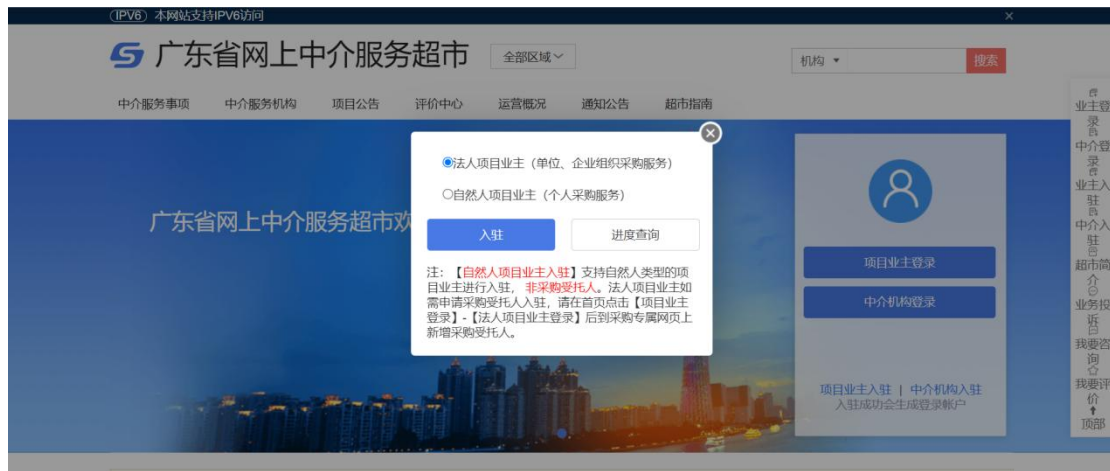 IPV6 本网站支持IPV6访问 ×
广东省网上中介服务超市 全部区域 机构 搜索
中介服务事项 中介服务机构 项目公告 评价中心 运营概况 通知公告 超市指南
法人项目业主（单位、企业组织采购服务）
自然人项目业主（个人采购服务）
入驻 进度查询
注：【自然人项目业主入驻】支持自然人类型的项
目业主进行入驻，非采购受托人。法人项目业主如
需申请采购受托人入驻，请在首页点击【项目业主
登录】-【法人项目业主登录】后到采购专属网页上
新增采购受托人。
广东省网上中介服务超市欢
项目业主登录
中介机构登录
项目业主入驻 | 中介机构入驻
入驻成功会生成登录帐户
业主登
录
中介登
录
业主入
驻
中介入
驻
超市简
介
业务投
诉
我要咨
询
我要评
价
顶部